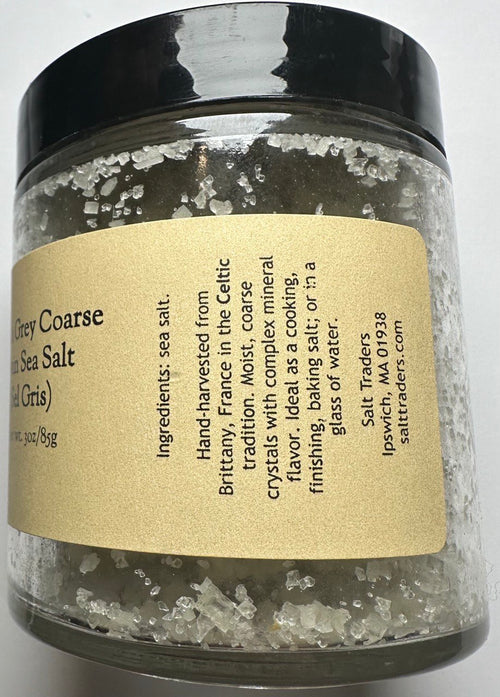 Grey Coarse
Sea Salt
Gris)
wt. 3oz/85g
Ingredients: sea salt.
Hand-harvested from
Brittany, France in the Celtic
tradition. Moist, coarse
crystals with complex mineral
flavor. Ideal as a cooking,
finishing, baking salt; or in a
glass of water.
Salt Traders
Ipswich, MA 01938
salttraders.com